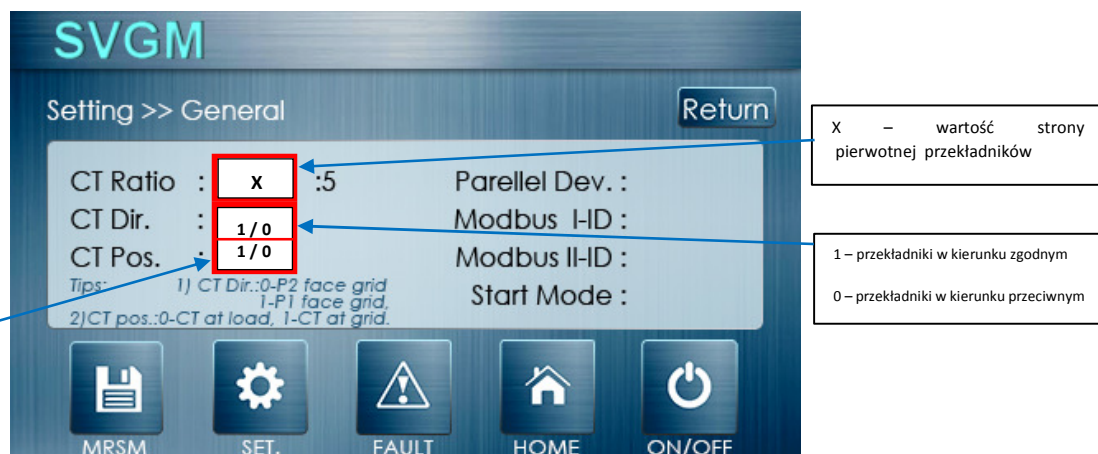 SVGM
Setting >> General
Return
CT Ratio : X :5
CT Dir. : 1 / 0
CT Pos. : 1 / 0
Tips: 1) CT Dir.:0-P2 face grid
1-P1 face grid,
2)CT pos.:0-CT at load, 1-CT at grid.
Parellel Dev. :
Modbus I-ID :
Modbus II-ID :
Start Mode :
MRSM
SET.
FAULT
HOME
ON/OFF
X – wartość strony
pierwotnej przekładników
1 – przekładniki w kierunku zgodnym
0 – przekładniki w kierunku przeciwnym